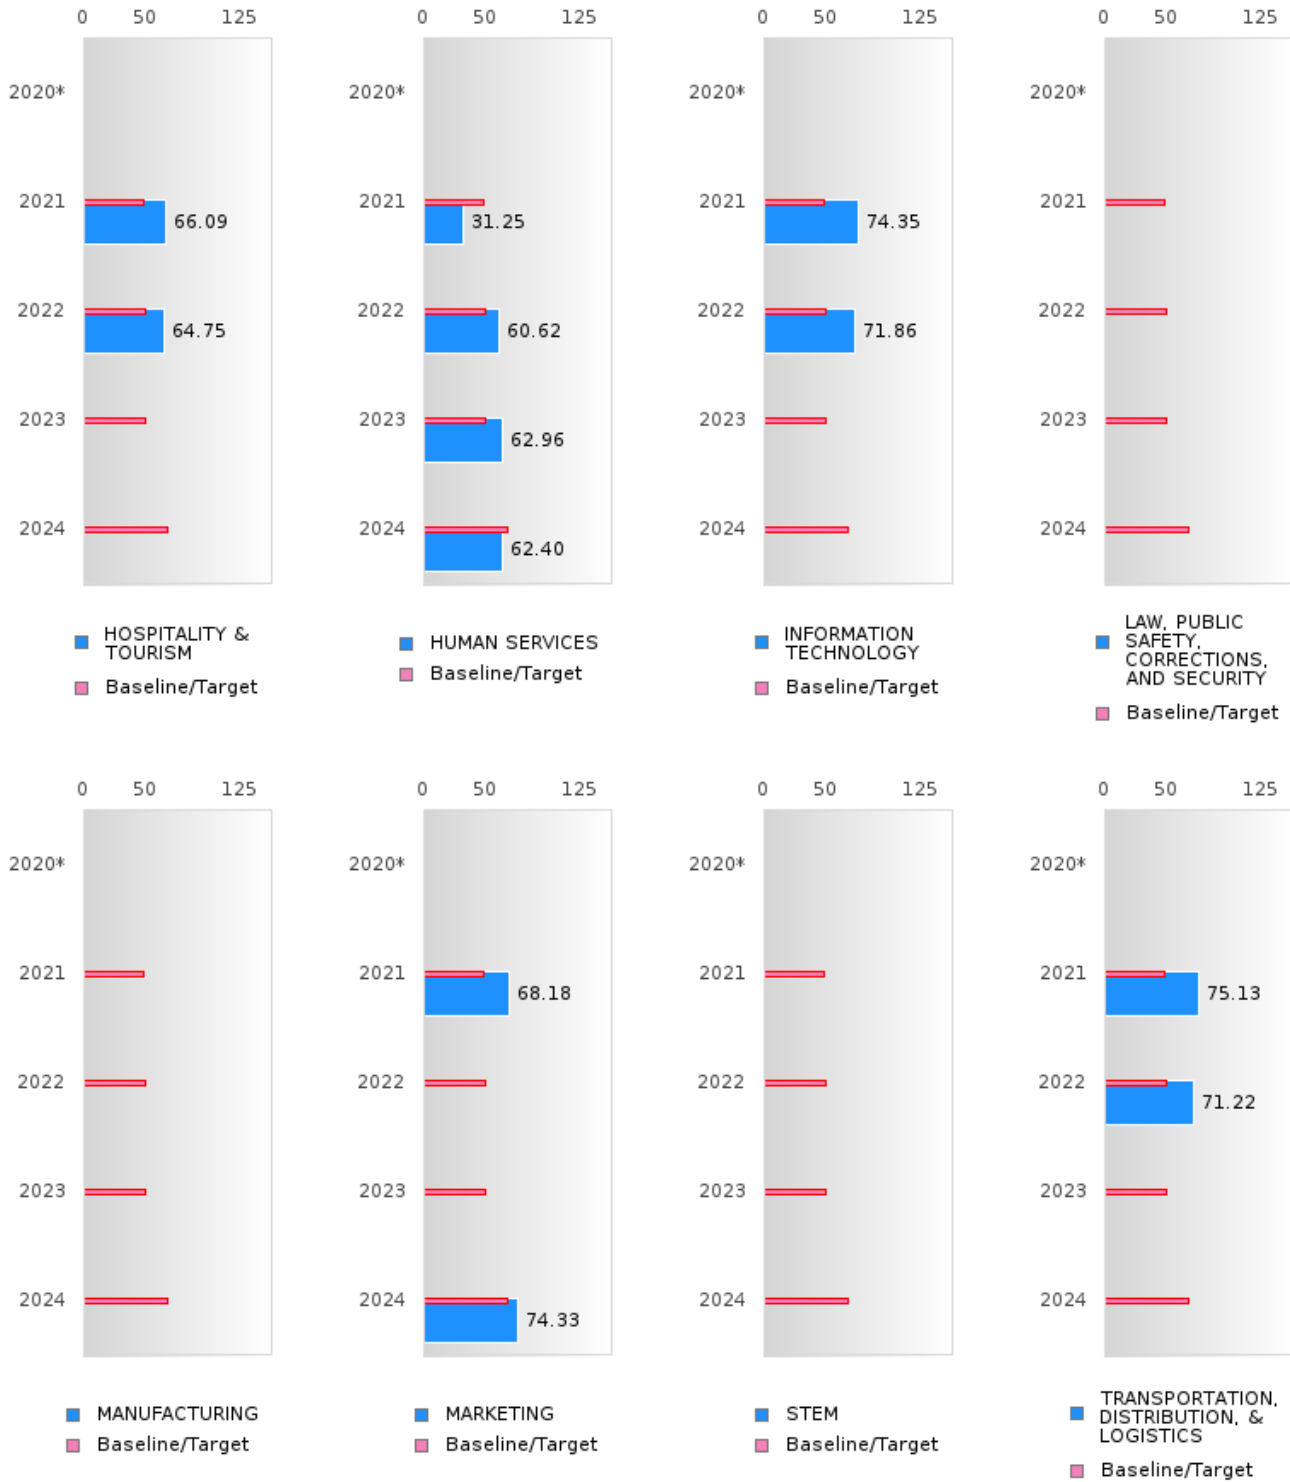 0 50 125
0 50 125
0 50 125
0 50 125
2020*
2020*
2020*
2020*
2021
66.09
2021
31.25
2021
74.35
2021
2022
64.75
2022
60.62
2022
71.86
2022
2023
2023
62.96
2023
2023
2024
2024
62.40
2024
2024
HOSPITALITY &
TOURISM
Baseline/Target
HUMAN SERVICES
Baseline/Target
INFORMATION
TECHNOLOGY
Baseline/Target
LAW, PUBLIC
SAFETY,
CORRECTIONS,
AND SECURITY
Baseline/Target
0 50 125
0 50 125
0 50 125
0 50 125
2020*
2020*
2020*
2020*
2021
2021
68.18
2021
2021
75.13
2022
2022
2022
2022
71.22
2023
2023
2023
2023
2024
2024
74.33
2024
2024
MANUFACTURING
Baseline/Target
MARKETING
Baseline/Target
STEM
Baseline/Target
TRANSPORTATION,
DISTRIBUTION, &
LOGISTICS
Baseline/Target